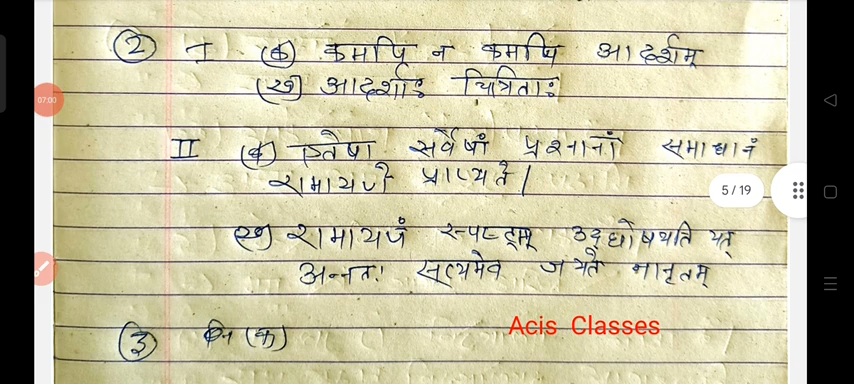 ② I (क) कमपि न कमपि आदर्शम्
(ख) आदर्शाः चित्रिताः
07:00
II (क) एतेषा सर्वेषां प्रश्नानां समाधानं
रामायणे प्राप्यते।
5/19
(ख) रामायणं स्पष्टम् उद्घोषयति यत्
अन्ततः सत्यमेव जयते नानृतम्
Acis Classes
③ (क)